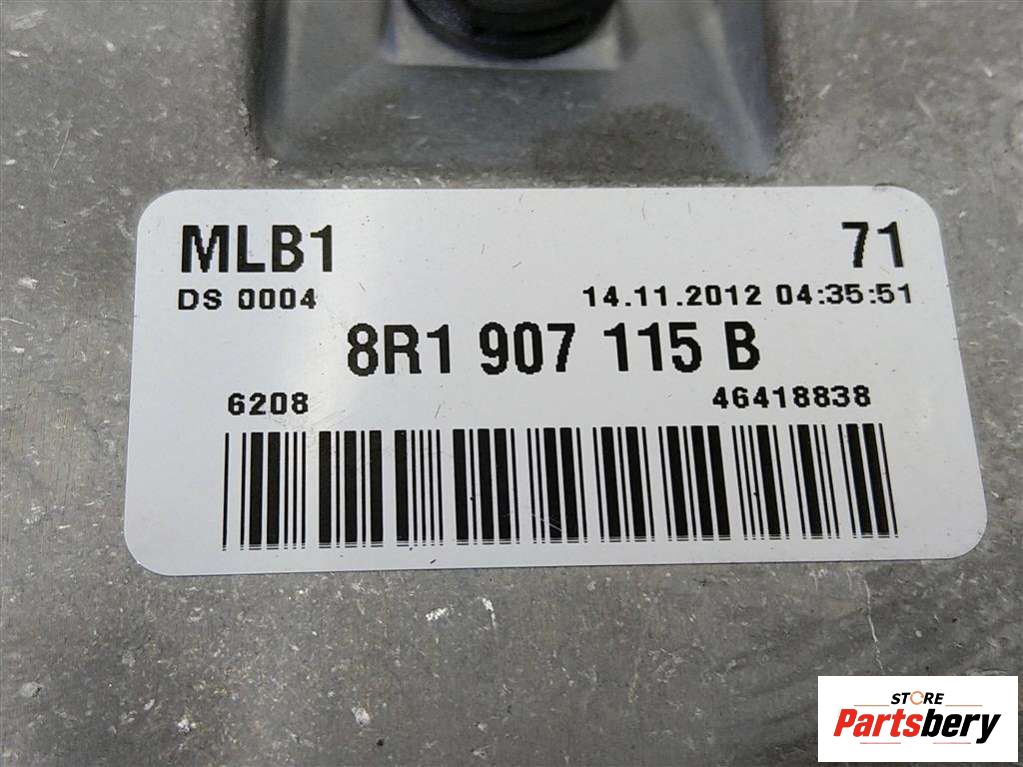 MLB1 71
DS 0004 14.11.2012 04:35:51
8R1 907 115 B
6208 46418838
STORE
Partsbery